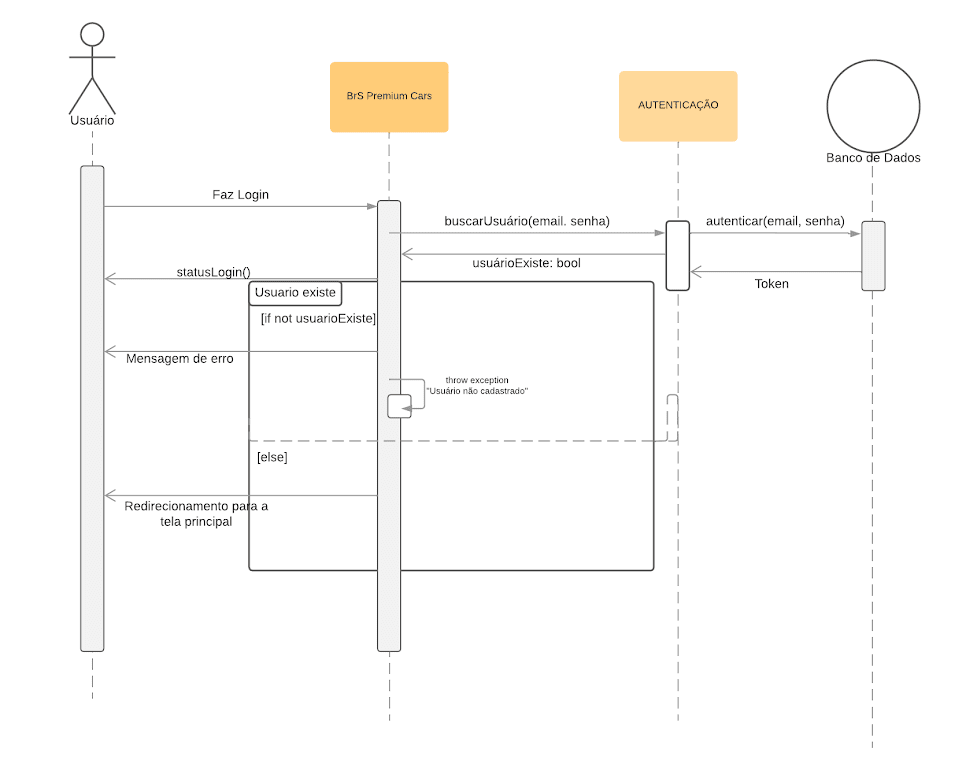 BrS Premium Cars
AUTENTICAÇÃO
Usuário
Banco de Dados
Faz Login
buscarUsuário(email. senha)
autenticar(email, senha)
usuárioExiste: bool
statusLogin()
Token
Usuario existe
[if not usuarioExiste]
Mensagem de erro
throw exception
"Usuário não cadastrado"
[else]
Redirecionamento para a
tela principal